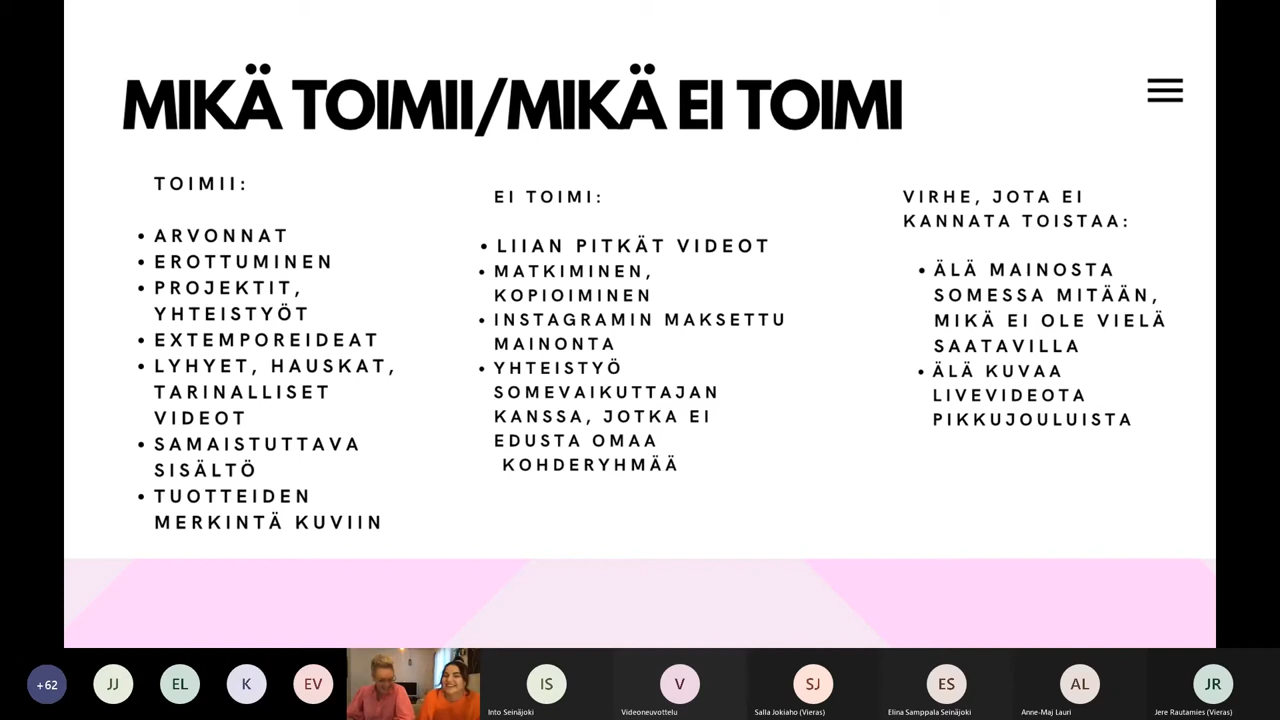 MIKÄ TOIMII/MIKÄ EI TOIMI
TOIMII:
ARVONNAT
EROTTUMINEN
PROJEKTIT,
YHTEISTYÖT
EXTEMPOREIDEAT
LYHYET, HAUSKAT,
TARINALLISET
VIDEOT
SAMAISTUTTAVA
SISÄLTÖ
TUOTTEIDEN
MERKINTÄ KUVIIN
EI TOIMI:
LIIAN PITKÄT VIDEOT
MATKIMINEN,
KOPIOIMINEN
INSTAGRAMIN MAKSETTU
MAINONTA
YHTEISTYÖ
SOMEVAIKUTTAJAN
KANSSA, JOTKA EI
EDUSTA OMAA
KOHDERYHMÄÄ
VIRHE, JOTA EI
KANNATA TOISTAA:
ÄLÄ MAINOSTA
SOMESSA MITÄÄN,
MIKÄ EI OLE VIELÄ
SAATAVILLA
ÄLÄ KUVAA
LIVEVIDEOTA
PIKKUJOULUISTA
+62
JJ
EL
K
EV
IS
Into Seinäjoki
V
Videoneuvottelu
SJ
Salla Jokiaho (Vieras)
ES
Elina Samppala Seinäjoki
AL
Anne-Maj Lauri
JR
Jere Rautamies (Vieras)